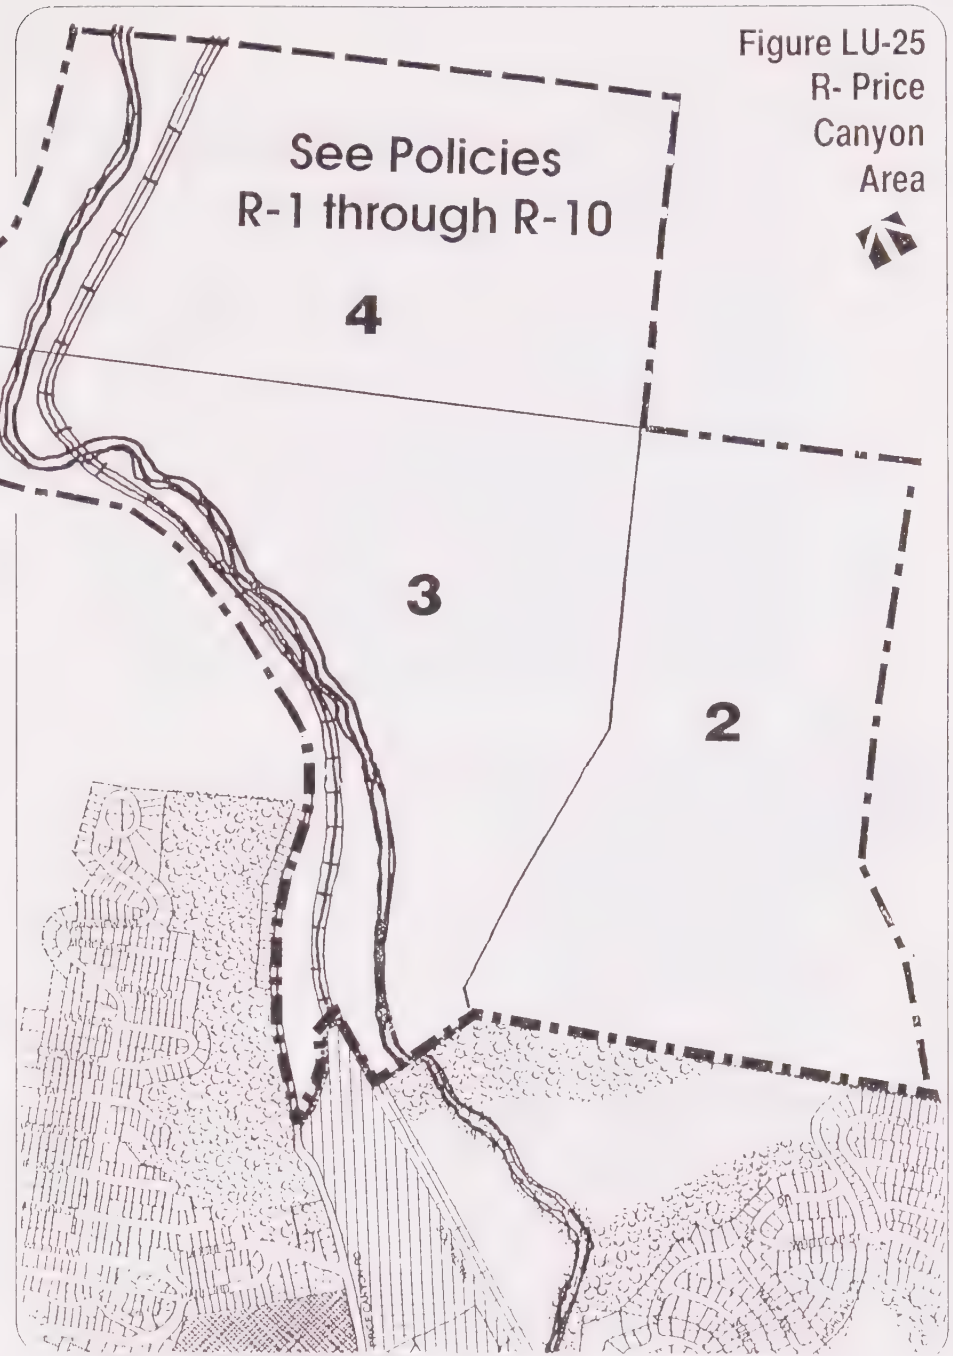 Figure LU-25
R- Price
Canyon
Area
See Policies
R-1 through R-10
4
3
2